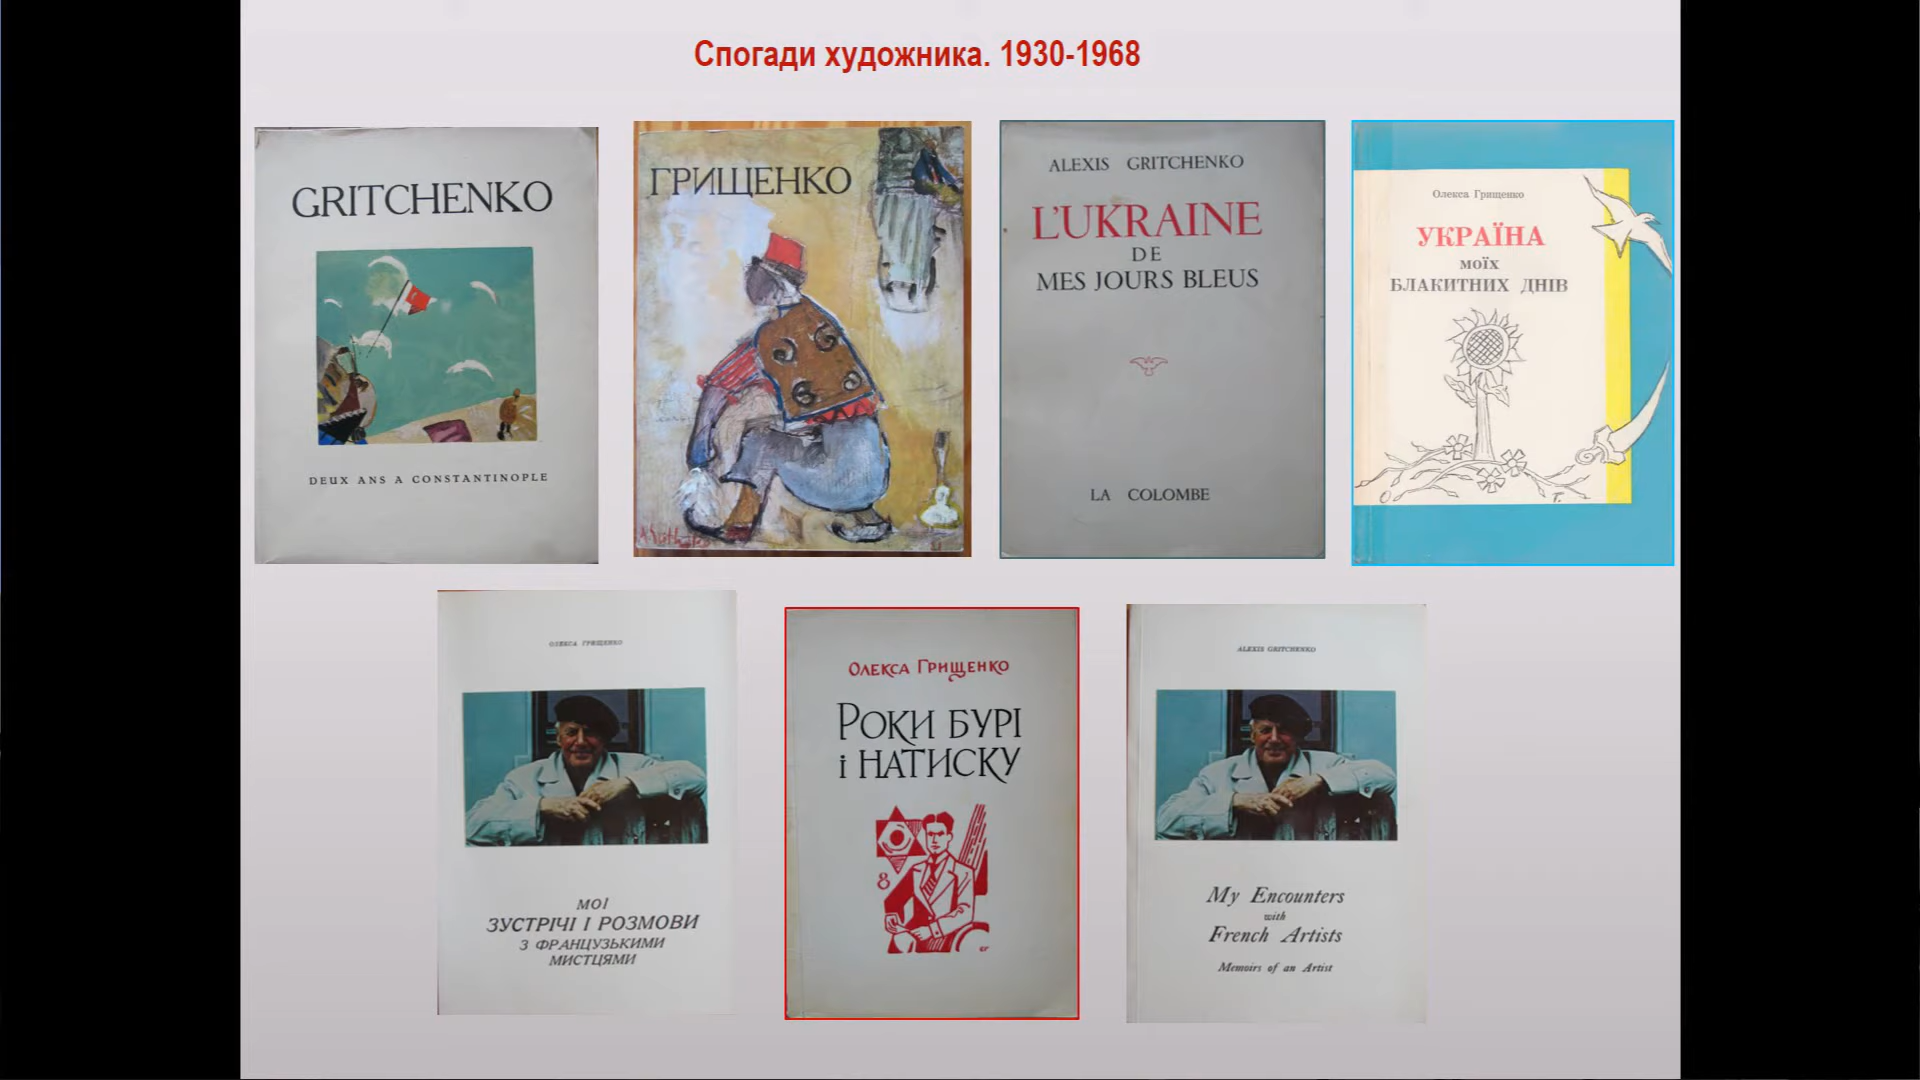 Спогади художника. 1930-1968
GRITCHENKO
DEUX ANS A CONSTANTINOPLE
ГРИЩЕНКО
ALEXIS GRITCHENKO
L'UKRAINE
DE
MES JOURS BLEUS
LA COLOMBE
Олекса Грищенко
УКРАЇНА
моїх
БЛАКИТНИХ ДНІВ
Г.
ОЛЕКСА ГРИЩЕНКО
МОЇ
ЗУСТРІЧІ І РОЗМОВИ
З ФРАНЦУЗЬКИМИ
МИСТЦЯМИ
ОЛЕКСА ГРИЩЕНКО
РОКИ БУРІ
і НАТИСКУ
8
ALEXIS GRITCHENKO
My Encounters
with
French Artists
Memoirs of an Artist